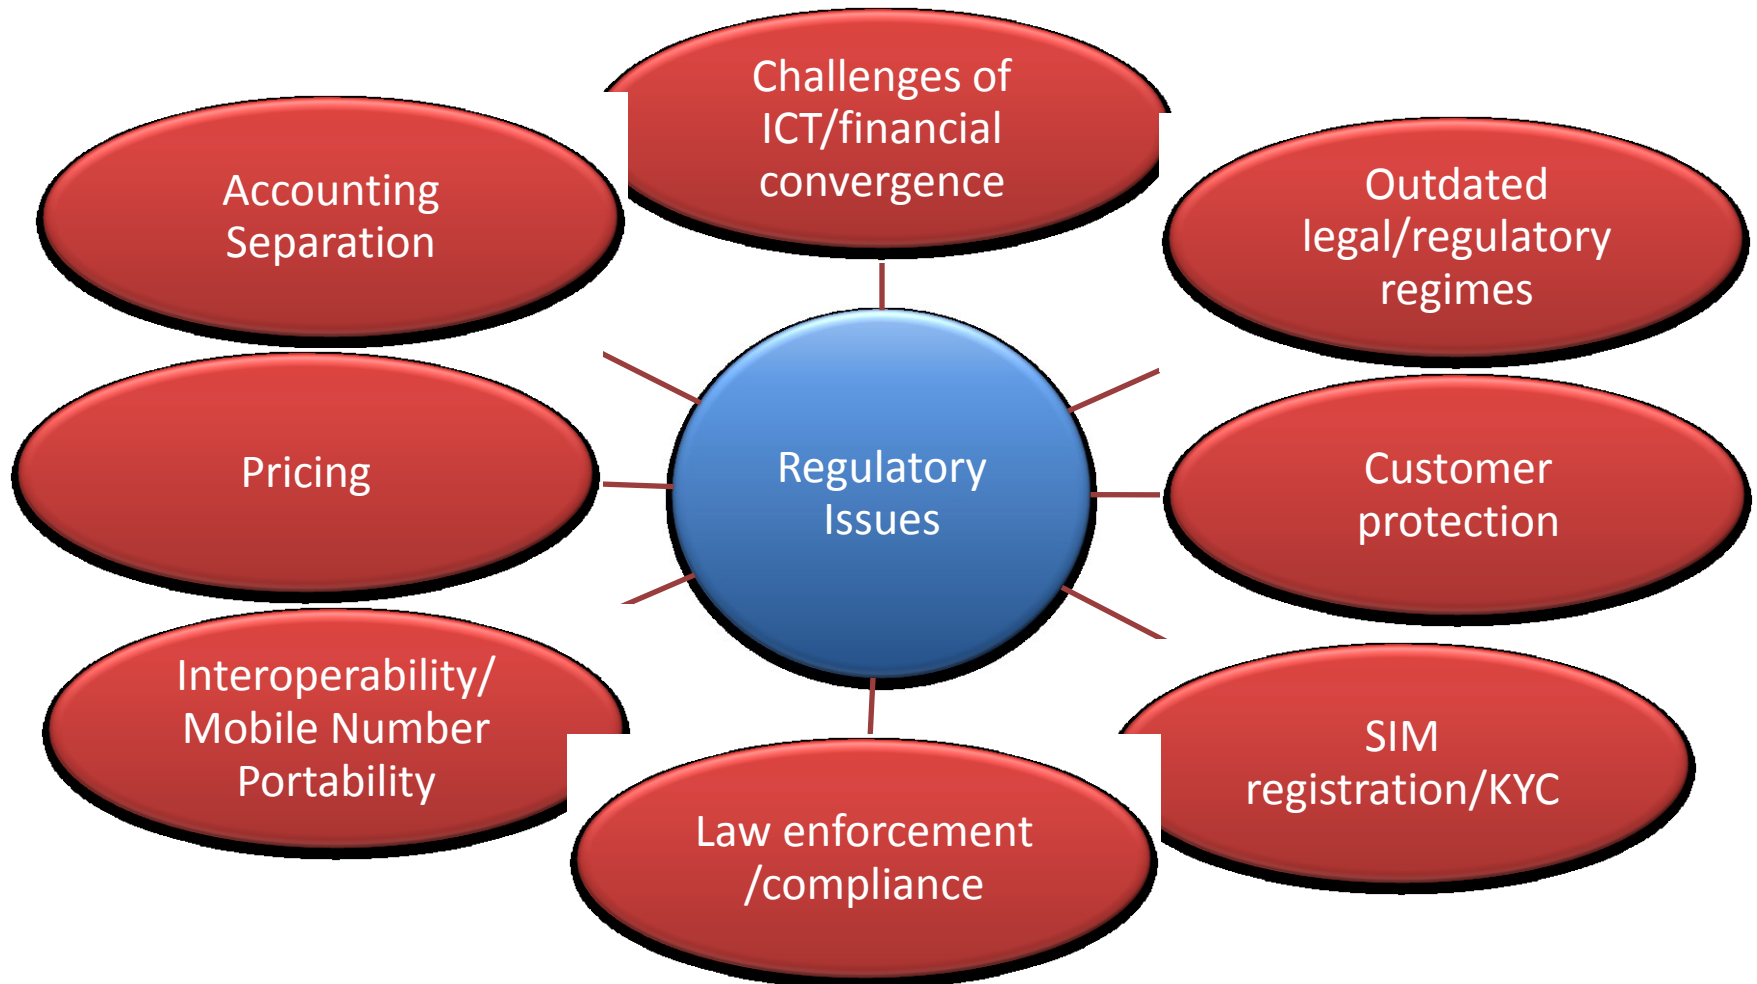 Challenges of
ICT/financial
convergence
Outdated
legal/regulatory
regimes
Customer
protection
SIM
registration/KYC
Law enforcement
/compliance
Interoperability/
Mobile Number
Portability
Pricing
Accounting
Separation
Regulatory
Issues